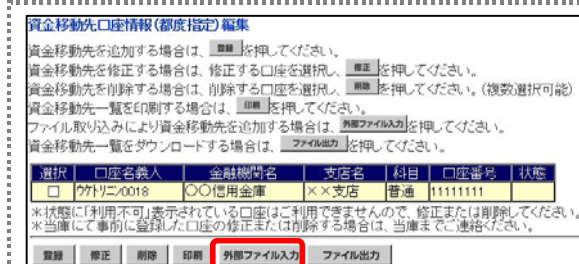 資金移動先口座情報(都度指定)編集
資金移動先を追加する場合は、 登録 を押してください。
資金移動先を修正する場合は、修正する口座を選択し、 修正 を押してください。
資金移動先を削除する場合は、削除する口座を選択し、 削除 を押してください。(複数選択可能)
資金移動先一覧を印刷する場合は、 印刷 を押してください。
ファイル取り込みにより資金移動先を追加する場合は、 外部ファイル入力 を押してください。
資金移動先一覧をダウンロードする場合は、 ファイル出力 を押してください。
選択 口座名義人 金融機関名 支店名 科目 口座番号 状態
ウケトリニン0018 〇〇信用金庫 ××支店 普通 11111111
※状態に「利用不可」表示されている口座はご利用できませんので、修正または削除してください。
※当庫にて事前に登録した口座の修正または削除する場合は、当庫までご連絡ください。
登録 修正 削除 印刷 外部ファイル入力 ファイル出力